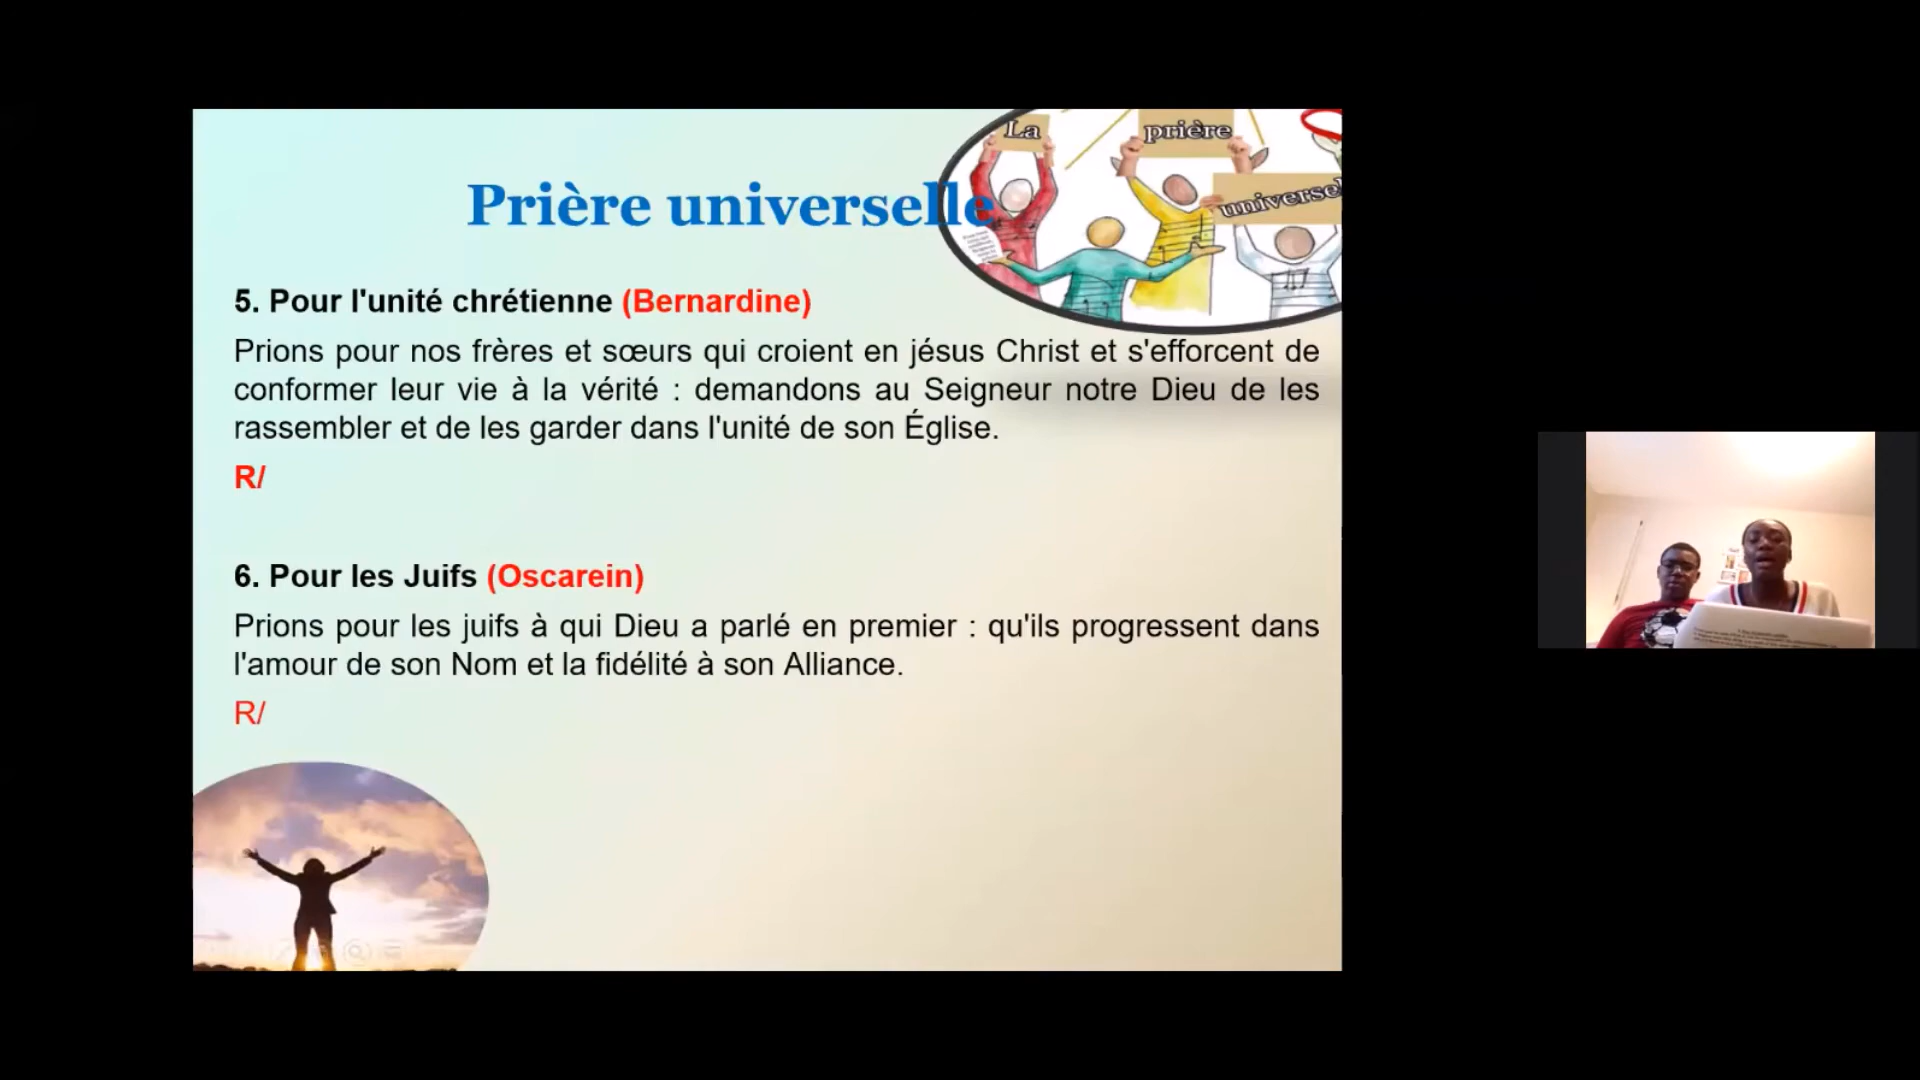 La
prière
universel
Prière universelle
5. Pour l'unité chrétienne (Bernardine)
Prions pour nos frères et sœurs qui croient en jésus Christ et s'efforcent de
conformer leur vie à la vérité : demandons au Seigneur notre Dieu de les
rassembler et de les garder dans l'unité de son Église.
R/
6. Pour les Juifs (Oscarein)
Prions pour les juifs à qui Dieu a parlé en premier : qu'ils progressent dans
l'amour de son Nom et la fidélité à son Alliance.
R/